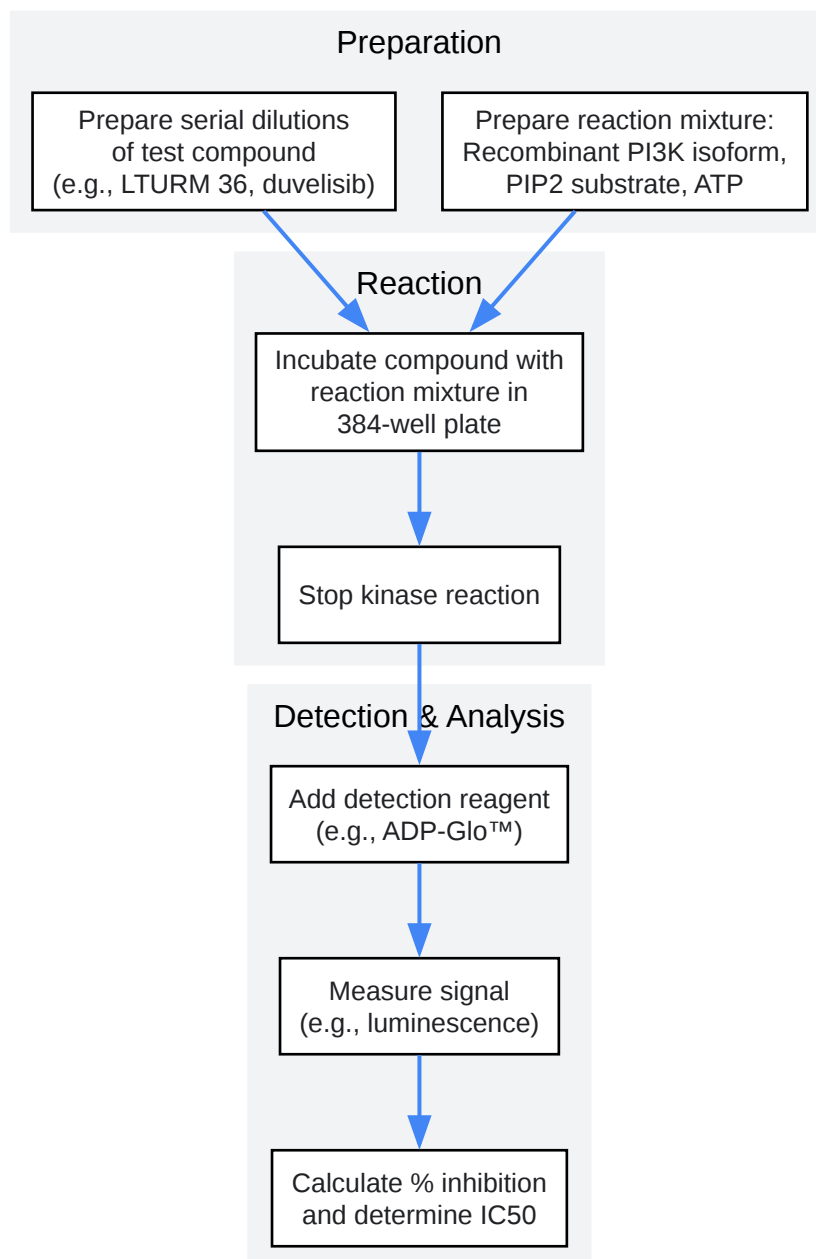 Preparation
Prepare serial dilutions
of test compound
(e.g., LTURM 36, duvelisib)
Prepare reaction mixture:
Recombinant PI3K isoform,
PIP2 substrate, ATP
Reaction
Incubate compound with
reaction mixture in
384-well plate
Stop kinase reaction
Detection & Analysis
Add detection reagent
(e.g., ADP-Glo™)
Measure signal
(e.g., luminescence)
Calculate % inhibition
and determine IC50